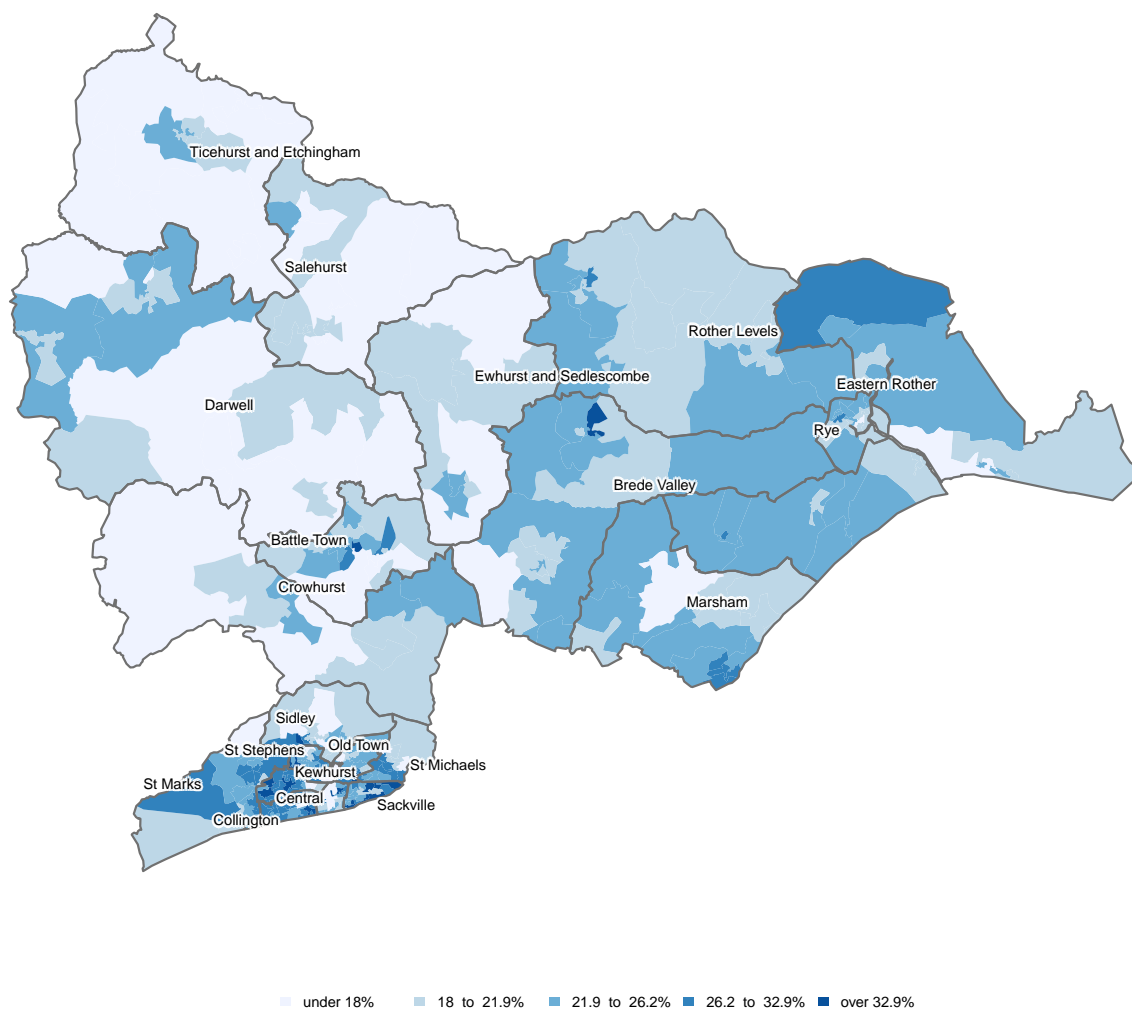 Ticehurst and Etchingham
Salehurst
Rother Levels
Ewhurst and Sedlescombe
Eastern Rother
Darwell
Rye
Brede Valley
Battle Town
Crowhurst
Marsham
Sidley
Old Town
St Stephens
St Michaels
Kewhurst
St Marks
Central
Sackville
Collington
under 18% 18 to 21.9% 21.9 to 26.2% 26.2 to 32.9% over 32.9%